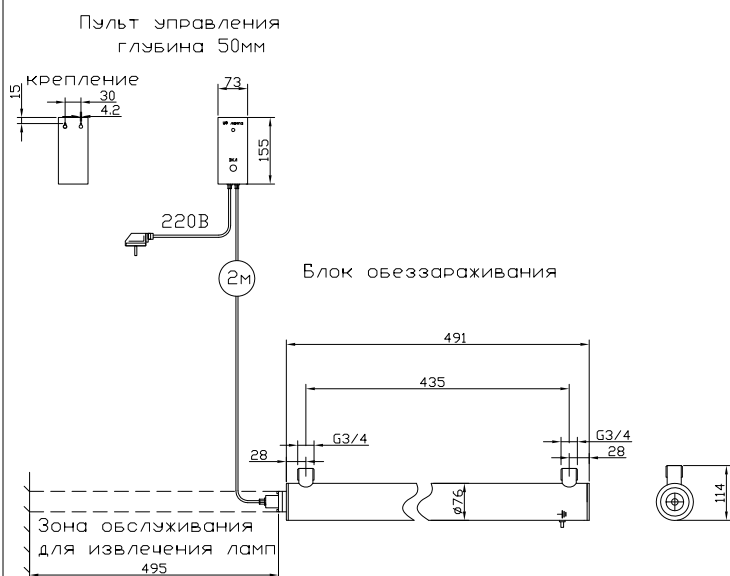 Пульт управления
глубина 50мм
крепление
15
30
4.2
73
155
ВКЛ
220В
2м
Блок обеззараживания
491
435
G3/4
28
G3/4
28
ø76
114
Зона обслуживания
для извлечения ламп
495